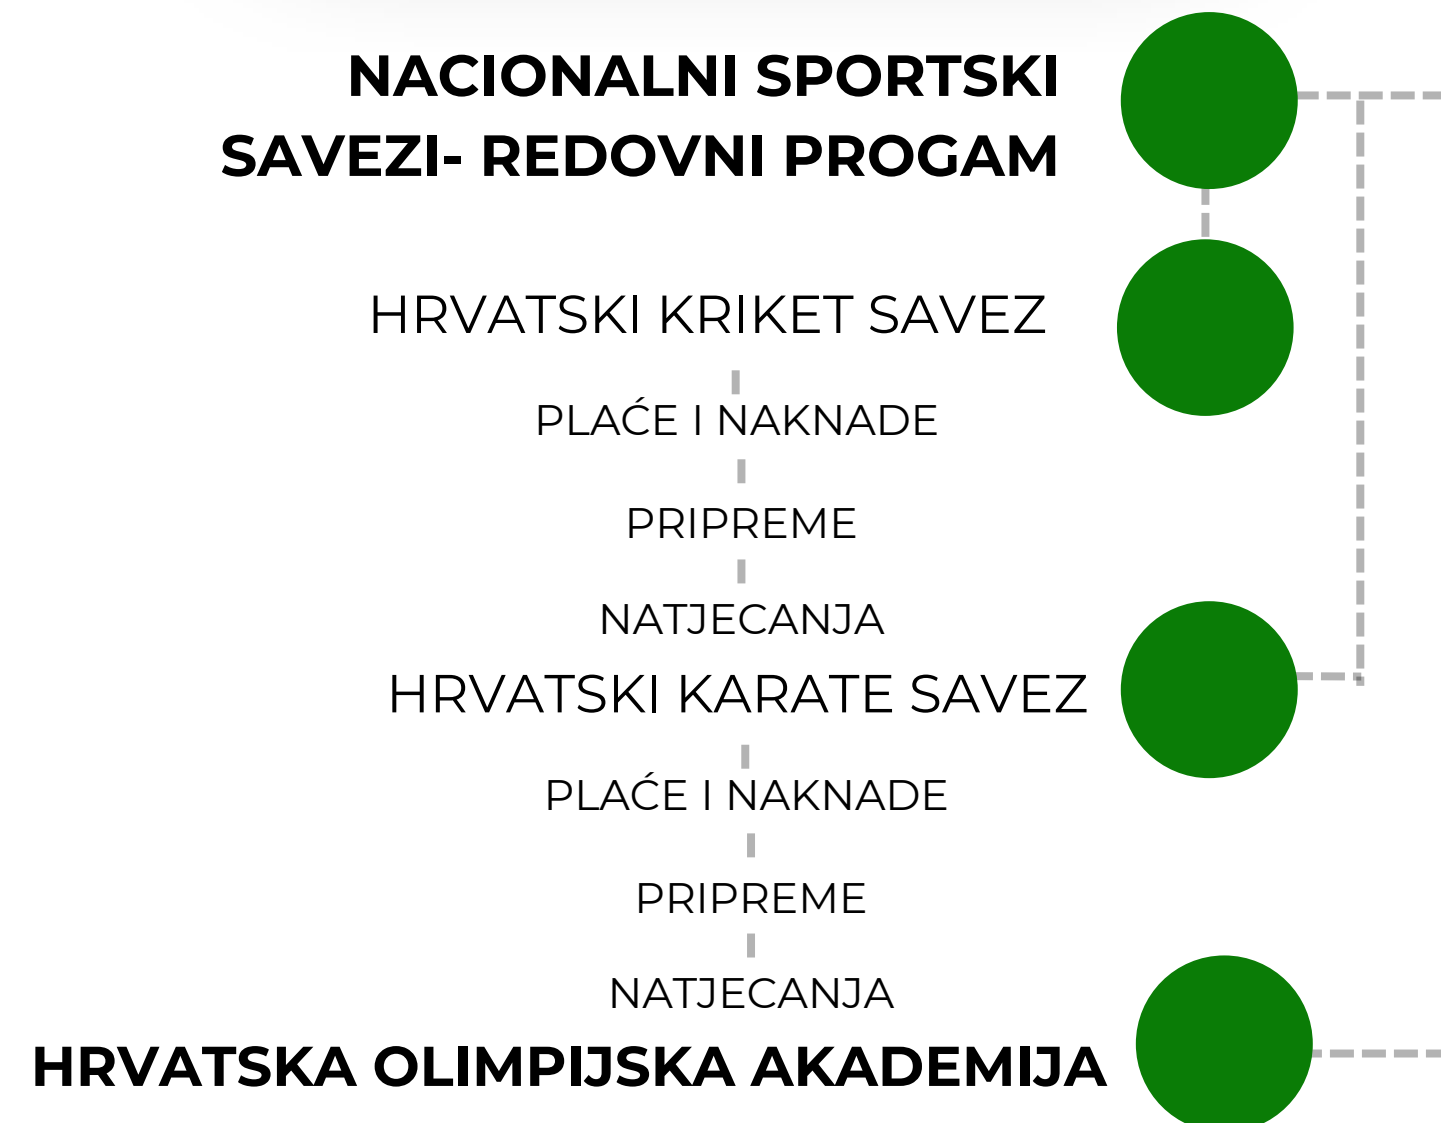 NACIONALNI SPORTSKI
SAVEZI- REDOVNI PROGAM
HRVATSKI KRIKET SAVEZ
PLAĆE I NAKNADE
PRIPREME
NATJECANJA
HRVATSKI KARATE SAVEZ
PLAĆE I NAKNADE
PRIPREME
NATJECANJA
HRVATSKA OLIMPIJSKA AKADEMIJA